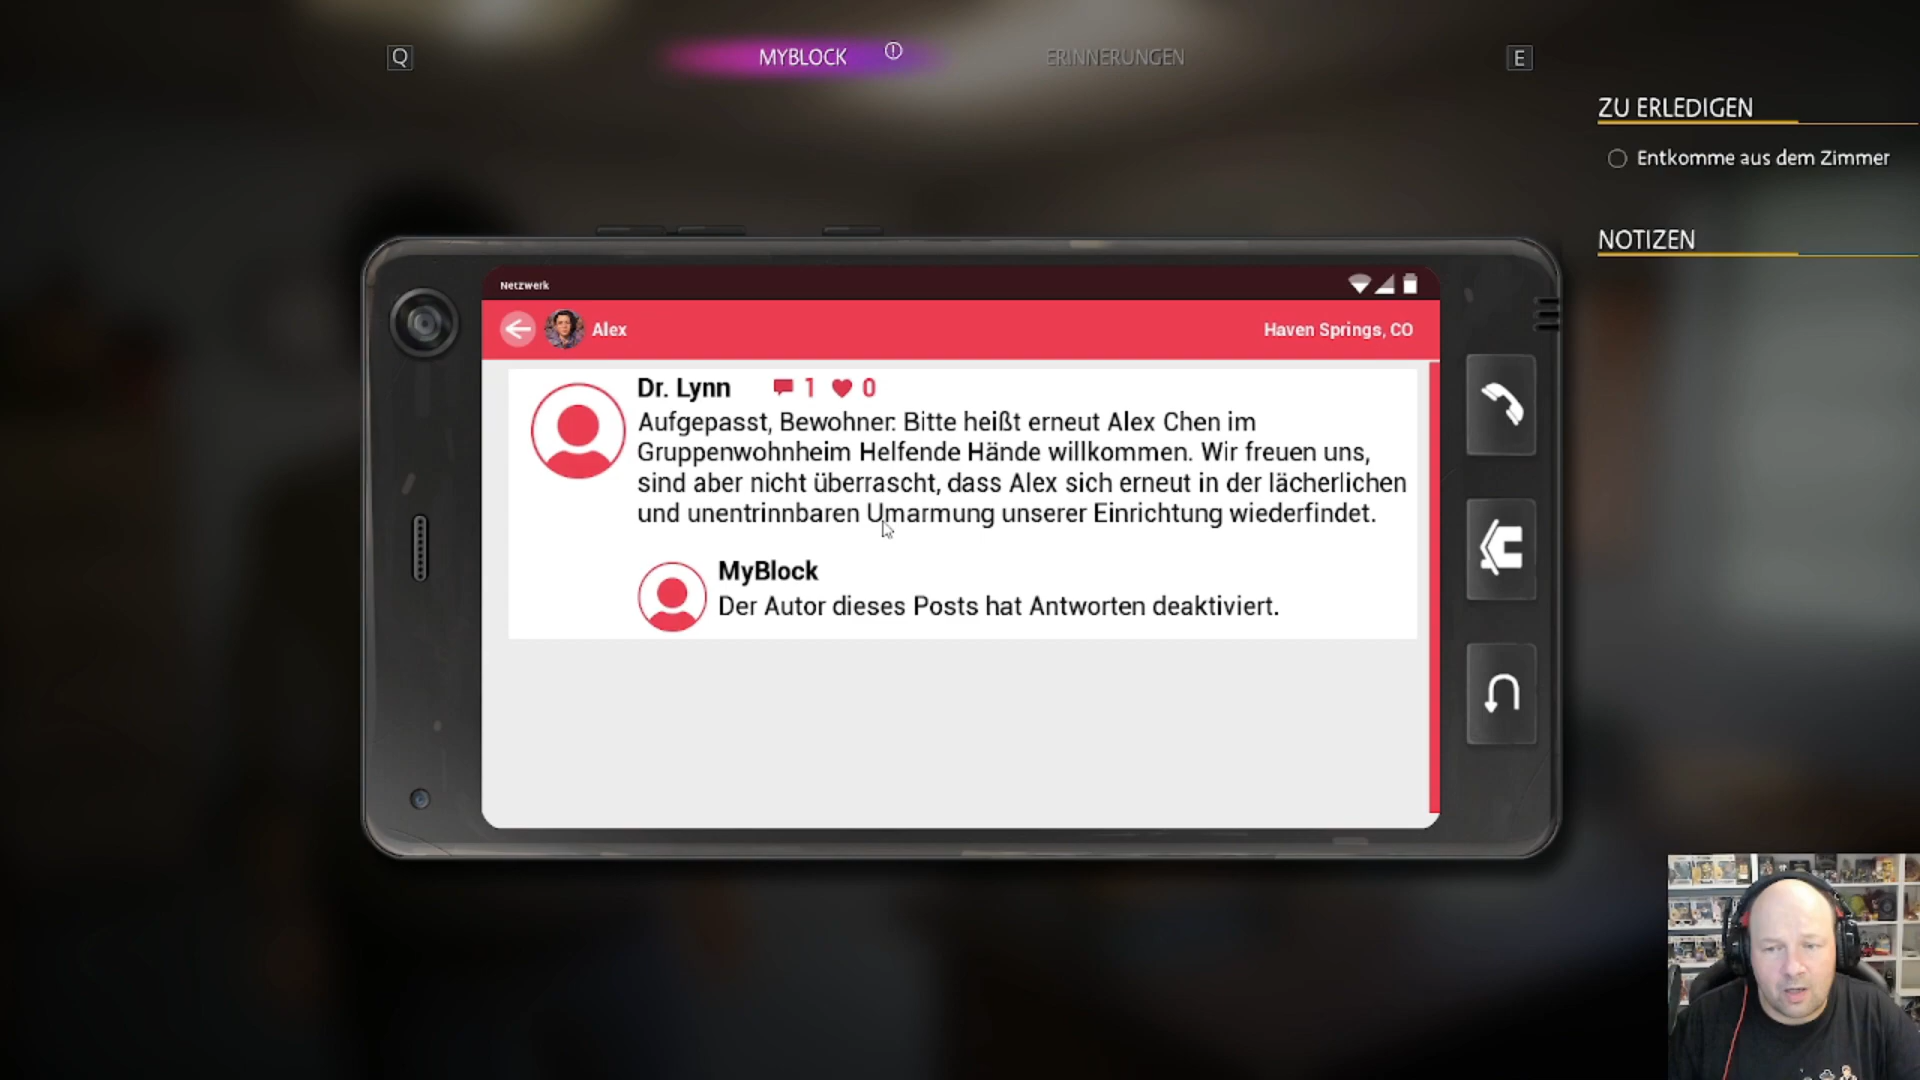 Q
MYBLOCK
ERINNERUNGEN
E
ZU ERLEDIGEN
Entkomme aus dem Zimmer
NOTIZEN
Netzwerk
Alex
Haven Springs, CO
Dr. Lynn 1 0
Aufgepasst, Bewohner: Bitte heißt erneut Alex Chen im
Gruppenwohnheim Helfende Hände willkommen. Wir freuen uns,
sind aber nicht überrascht, dass Alex sich erneut in der lächerlichen
und unentrinnbaren Umarmung unserer Einrichtung wiederfindet.
MyBlock
Der Autor dieses Posts hat Antworten deaktiviert.